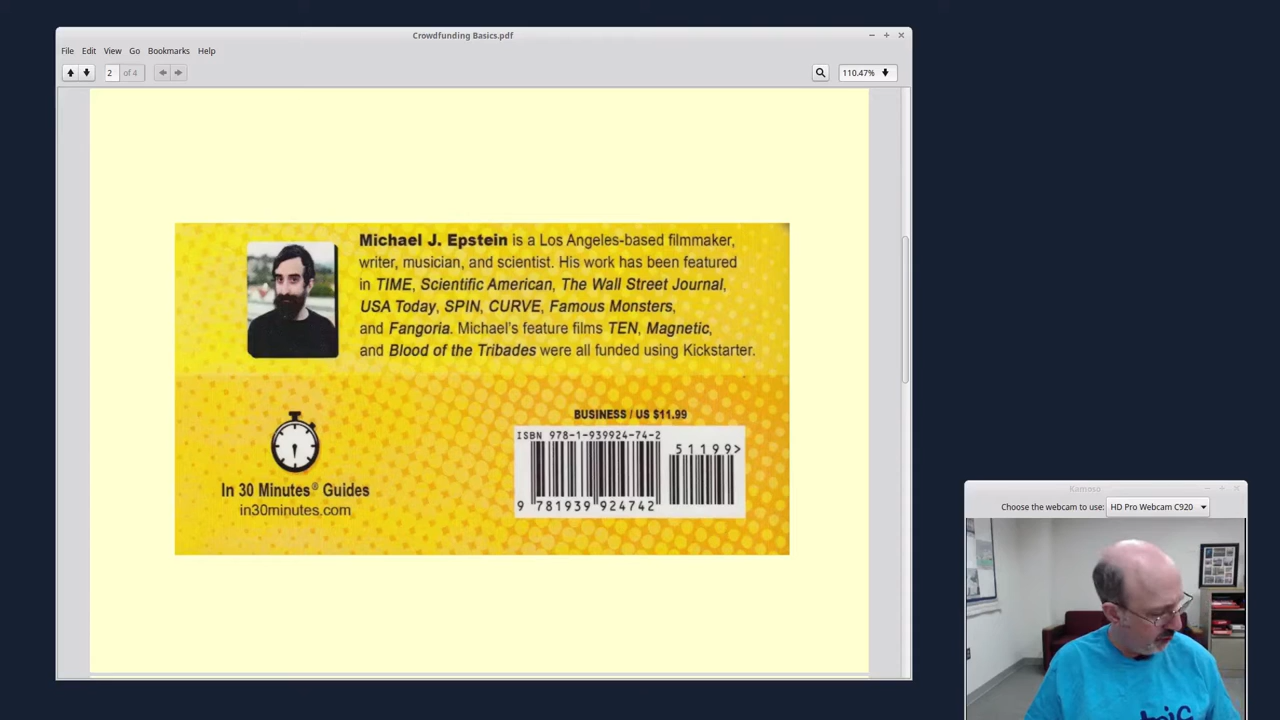 Crowdfunding Basics.pdf
File Edit View Go Bookmarks Help
2 of 4
110.47%
Michael J. Epstein is a Los Angeles-based filmmaker,
writer, musician, and scientist. His work has been featured
in TIME, Scientific American, The Wall Street Journal,
USA Today, SPIN, CURVE, Famous Monsters,
and Fangoria. Michael's feature films TEN, Magnetic,
and Blood of the Tribades were all funded using Kickstarter.
BUSINESS / US $11.99
ISBN 978-1-939924-74-2
51199>
9 781939 924742
In 30 Minutes® Guides
in30minutes.com
Kamoso
Choose the webcam to use: HD Pro Webcam C920